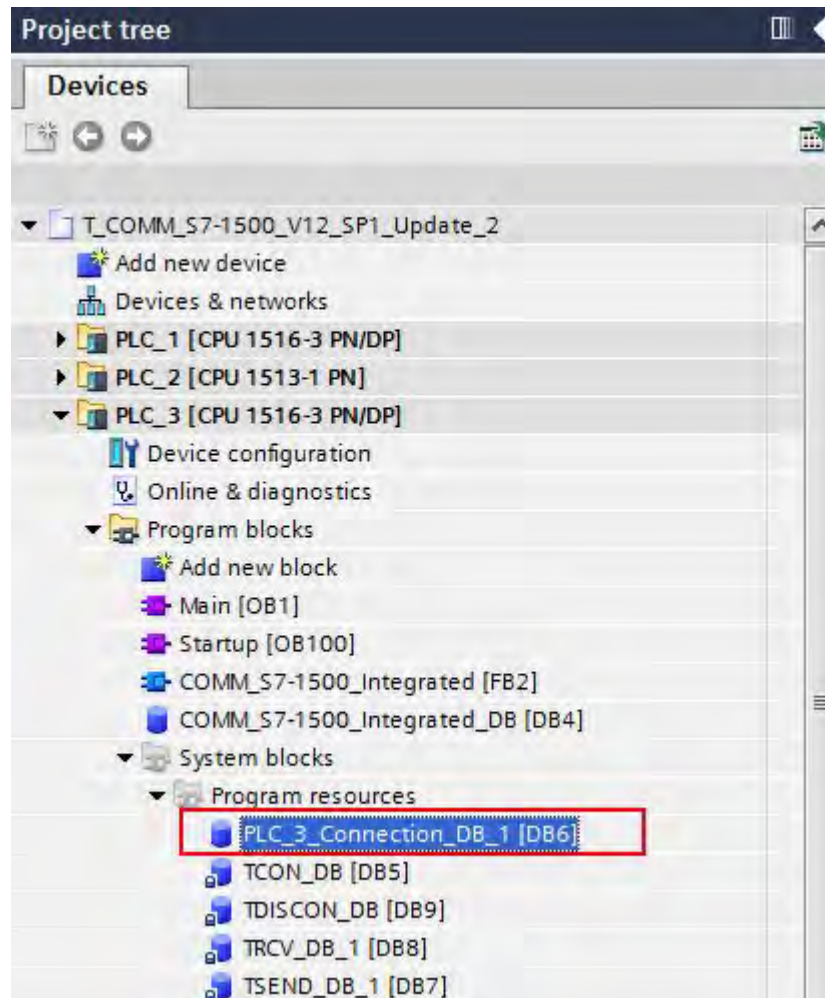 Project tree
Devices
T_COMM_S7-1500_V12_SP1_Update_2
Add new device
Devices & networks
PLC_1 [CPU 1516-3 PN/DP]
PLC_2 [CPU 1513-1 PN]
PLC_3 [CPU 1516-3 PN/DP]
Device configuration
Online & diagnostics
Program blocks
Add new block
Main [OB1]
Startup [OB100]
COMM_S7-1500_Integrated [FB2]
COMM_S7-1500_Integrated_DB [DB4]
System blocks
Program resources
PLC_3_Connection_DB_1 [DB6]
TCON_DB [DB5]
TDISCON_DB [DB9]
TRCV_DB_1 [DB8]
TSEND_DB_1 [DB7]